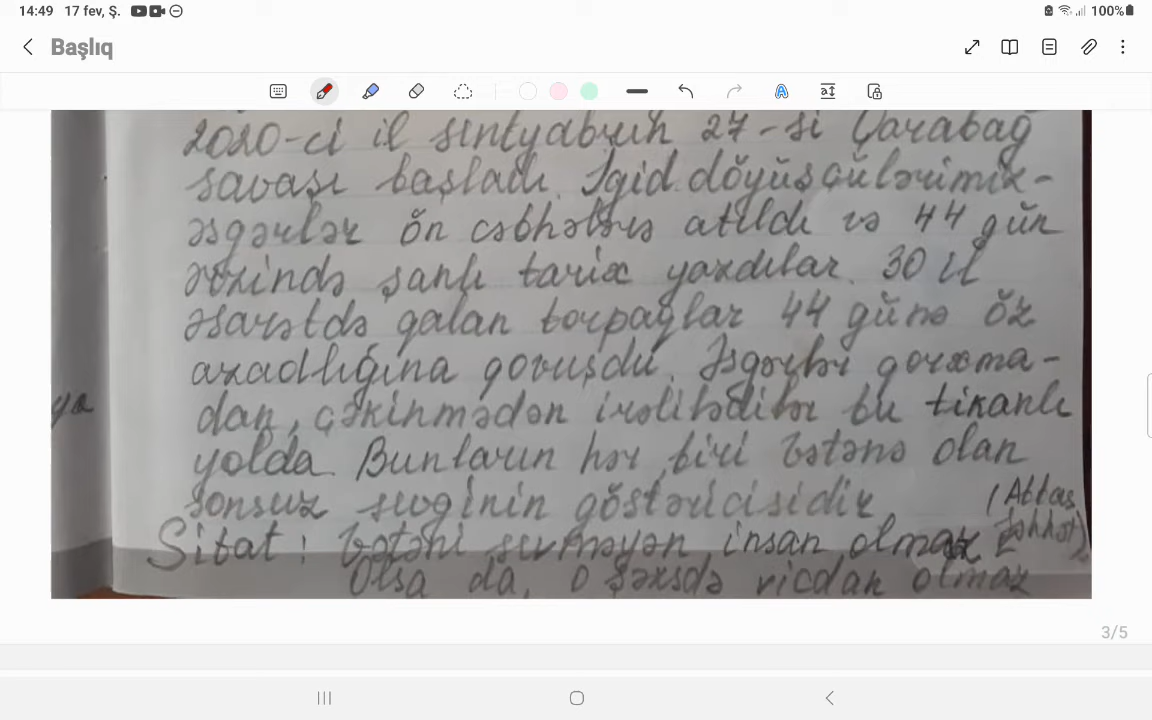 14:49 17 fev, Ş. 100%
Başlıq
2020-ci il sentyabrın 27-si Qarabağ
savaşı başladı. İgid döyüşçülərimiz-
əsgərlər ön cəbhələrə atıldı və 44 gün
ərzində şanlı tarix yazdılar. 30 il
əsarətdə qalan torpaqlar 44 günə öz
azadlığına qovuşdu. Əsgərlər qorxma-
dan, çəkinmədən irəlilədilər bu tikanlı
ya
yolda. Bunların hər biri Vətənə olan
sonsuz sevginin göstəricisidir
(Abbas
Səhhət)
Sitat: Vətəni sevməyən insan olmaz
Olsa da, o şəxsdə vicdan olmaz
3/5